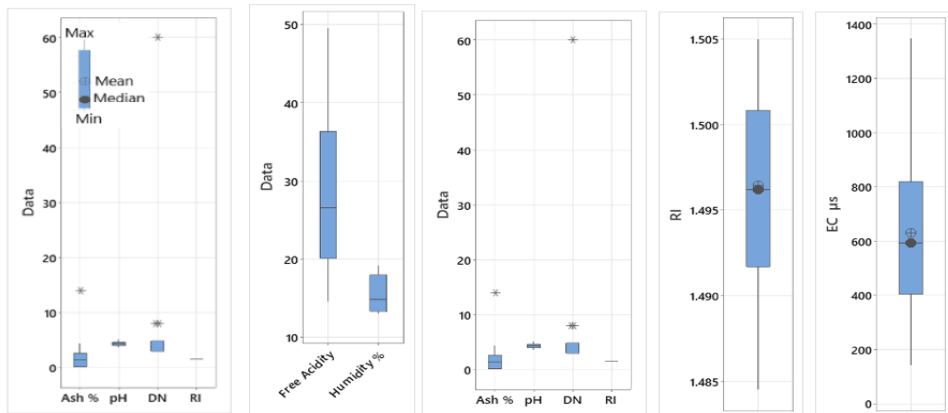 60
Max
Mean
Median
Min
50
40
30
20
10
0
Data
Ash %
pH
DN
RI
50
40
30
20
10
Data
Free Acidity
Humidity %
60
50
40
30
20
10
0
Data
Ash %
pH
DN
RI
1.505
1.500
1.495
1.490
1.485
RI
1400
1200
1000
800
600
400
200
0
EC µs